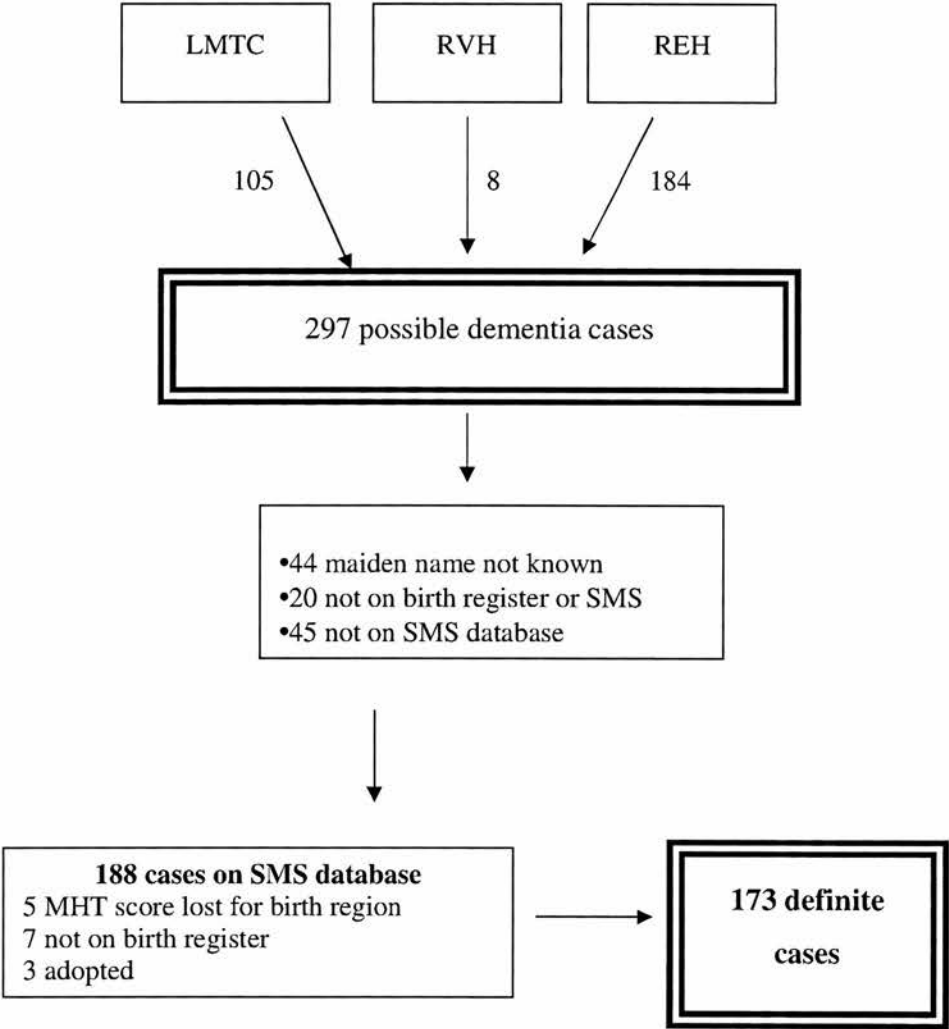 LMTC
RVH
REH
105
8
184
297 possible dementia cases
•44 maiden name not known
•20 not on birth register or SMS
•45 not on SMS database
188 cases on SMS database
5 MHT score lost for birth region
7 not on birth register
3 adopted
173 definite
cases